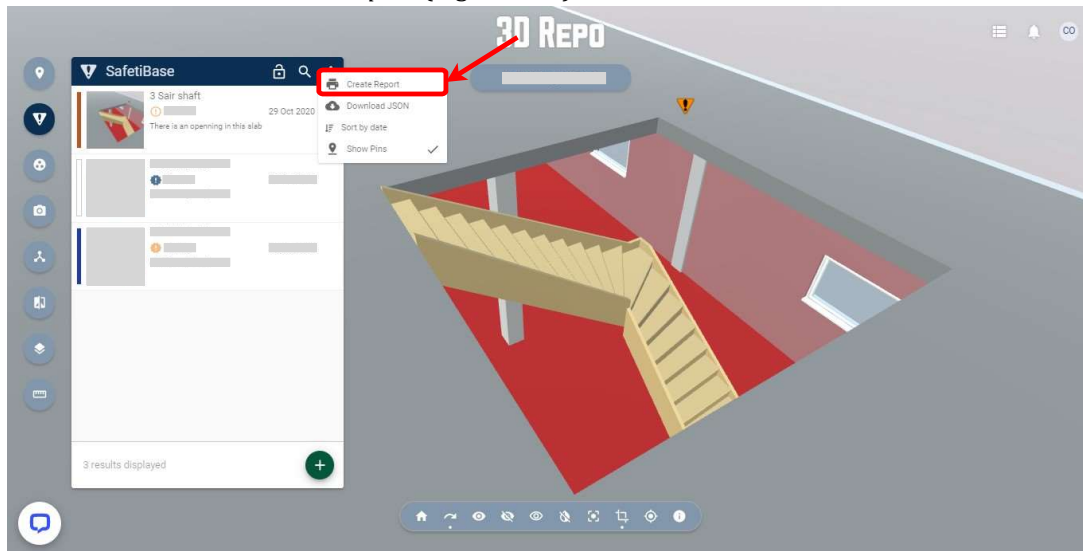 3D REPO
CO
SafetiBase
Create Report
Download JSON
Sort by date
Show Pins
3 Sair shaft
29 Oct 2020
There is an openning in this slab
3 results displayed